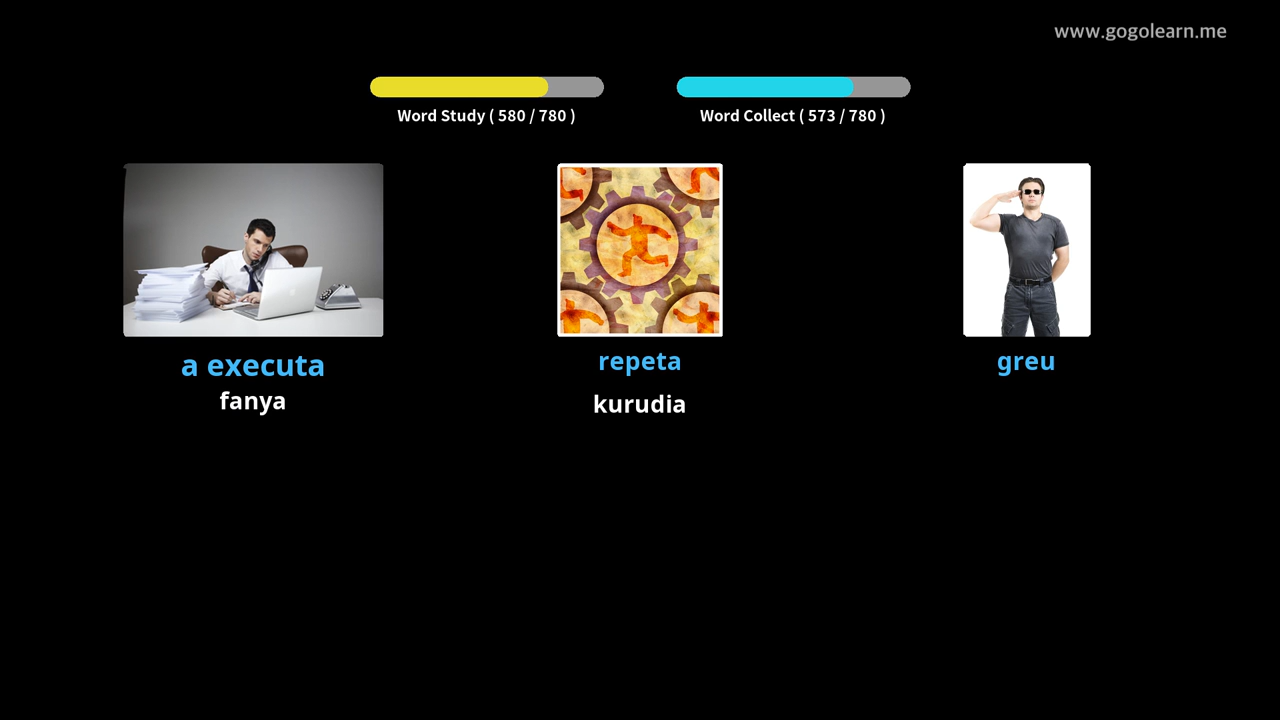 www.gogolearn.me
Word Study ( 580 / 780 )
Word Collect ( 573 / 780 )
a executa
fanya
repeta
kurudia
greu